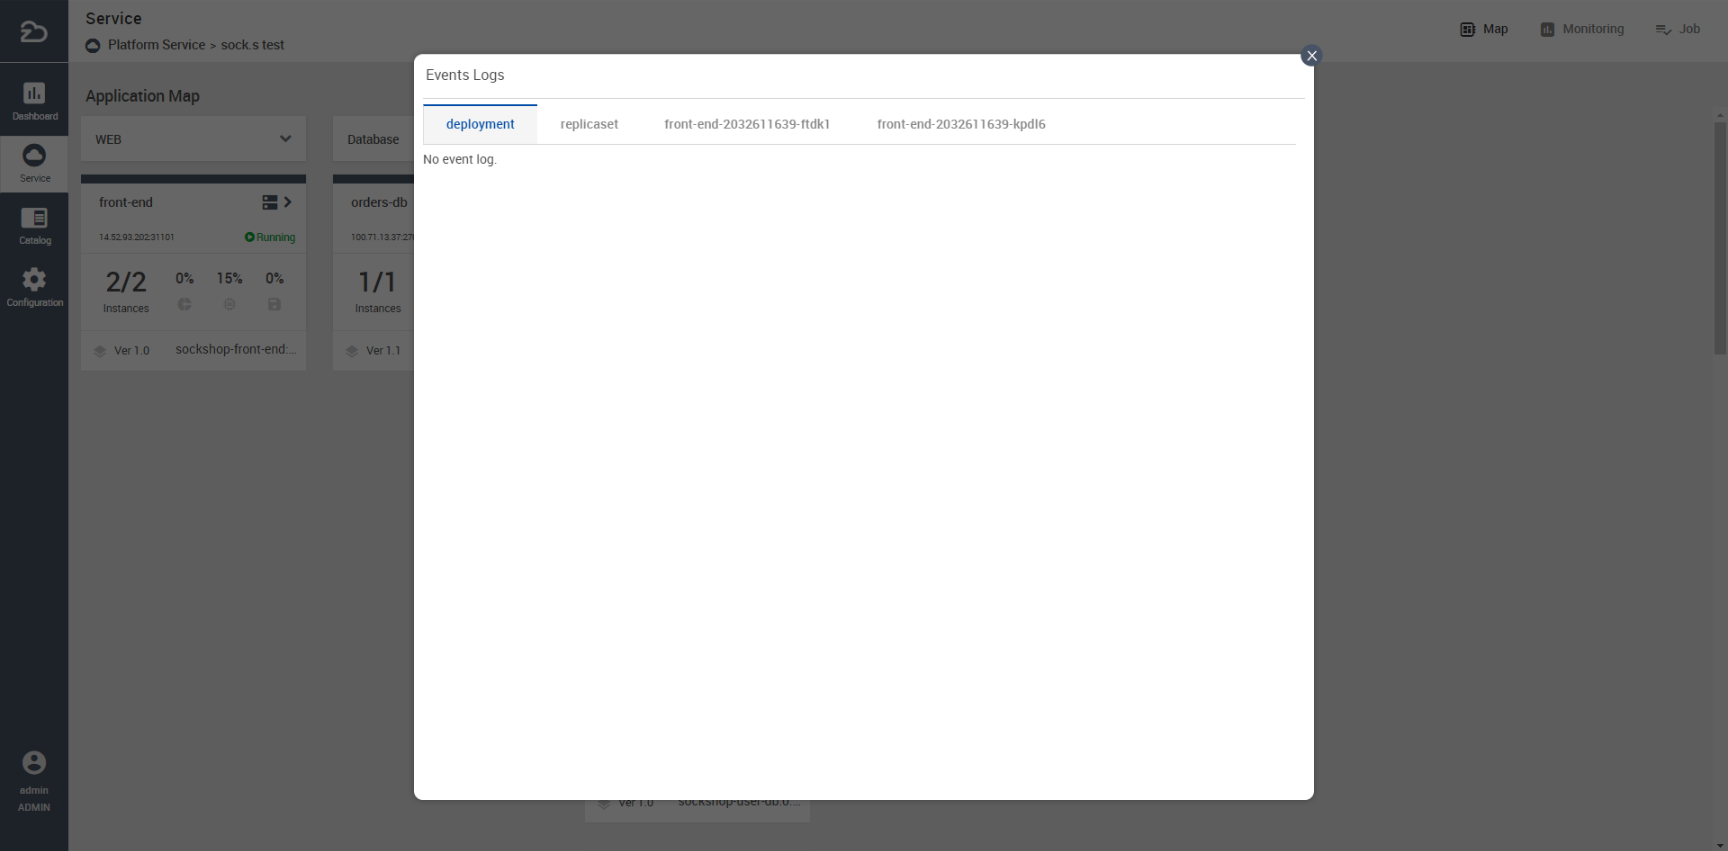 Service
Platform Service > sock.s test
Map
Monitoring
Job
Dashboard
Service
Catalog
Configuration
admin
ADMIN
Application Map
WEB
Database
front-end
14.52.93.202:31101
Running
2/2
Instances
0%
15%
0%
Ver 1.0
sockshop-front-end:...
orders-db
100.71.13.37:270
1/1
Instances
Ver 1.1
Events Logs
deployment
replicaset
front-end-2032611639-ftdk1
front-end-2032611639-kpdl6
No event log.
Ver 1.0
sockshop-user-db:0...